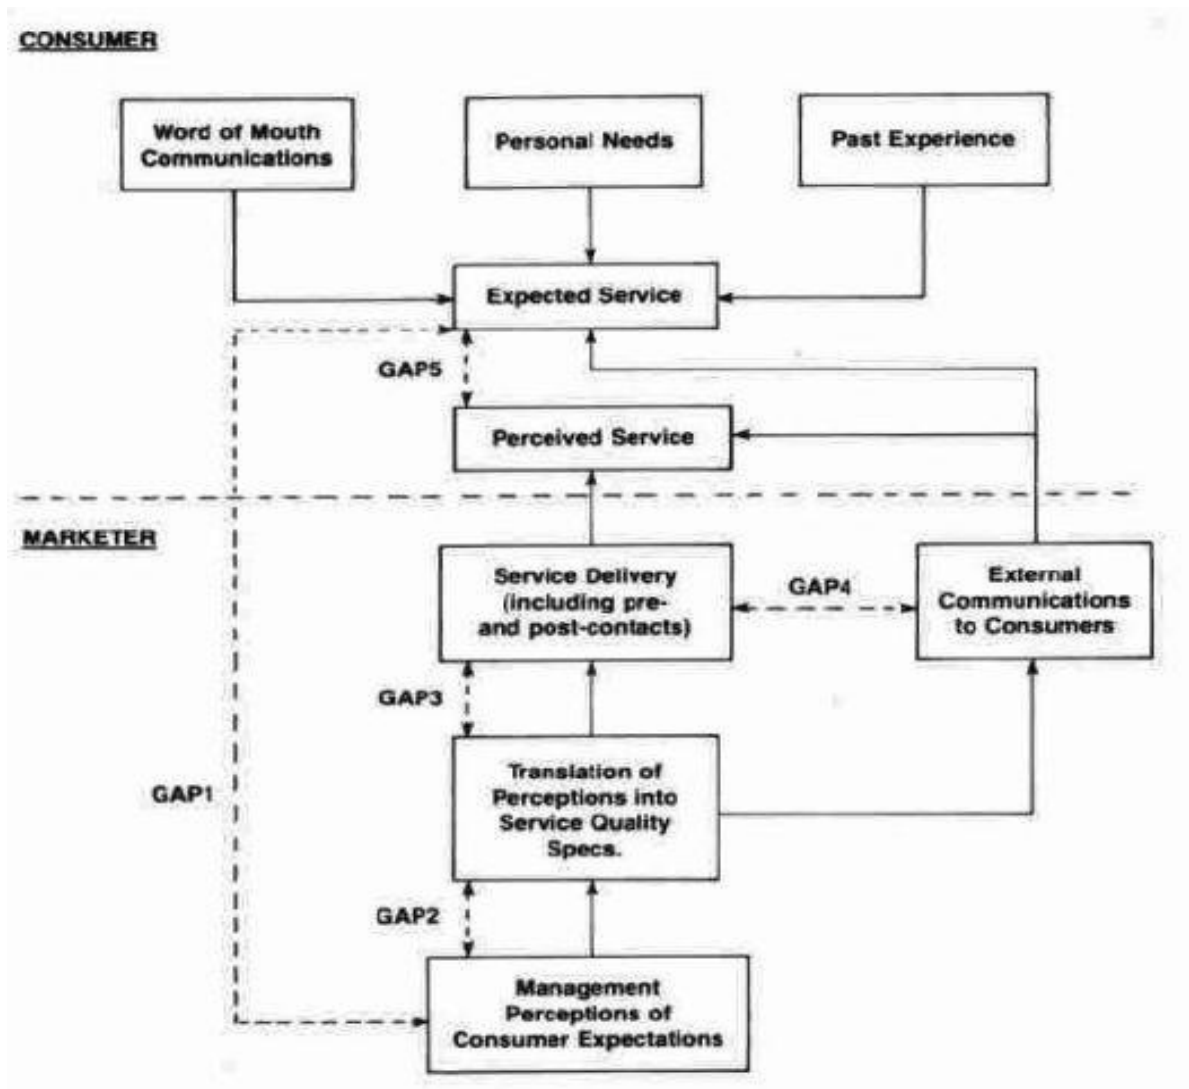 CONSUMER
Word of Mouth
Communications
Personal Needs
Past Experience
Expected Service
GAP5
Perceived Service
MARKETER
Service Delivery
(including pre-
and post-contacts)
GAP4
External
Communications
to Consumers
GAP3
Translation of
Perceptions into
Service Quality
Specs.
GAP1
GAP2
Management
Perceptions of
Consumer Expectations